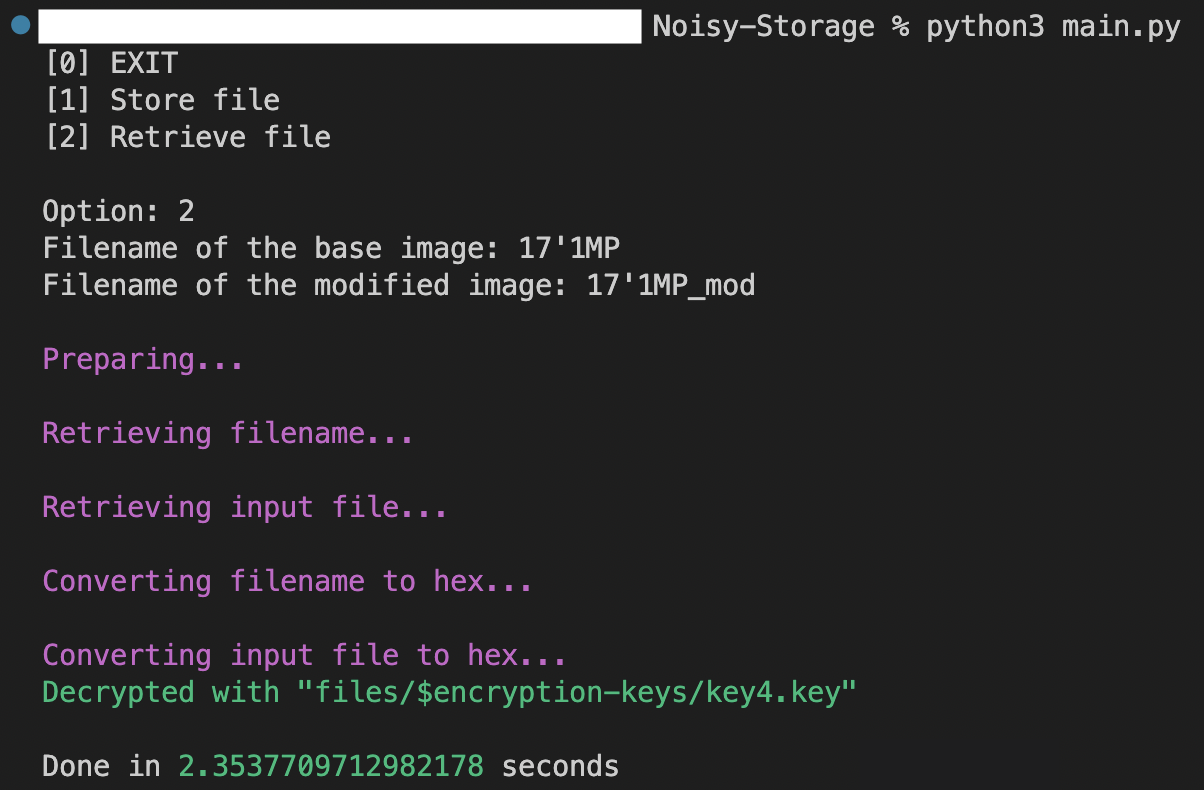 Noisy-Storage % python3 main.py
[0] EXIT
[1] Store file
[2] Retrieve file
Option: 2
Filename of the base image: 17'1MP
Filename of the modified image: 17'1MP_mod
Preparing...
Retrieving filename...
Retrieving input file...
Converting filename to hex...
Converting input file to hex...
Decrypted with "files/$encryption-keys/key4.key"
Done in 2.3537709712982178 seconds